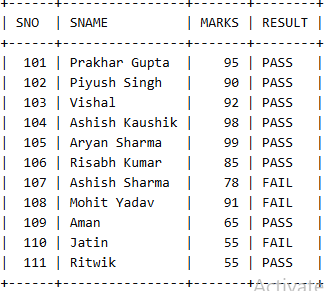 +------+----------------+-------+--------+
| SNO | SNAME | MARKS | RESULT |
+------+----------------+-------+--------+
| 101 | Prakhar Gupta | 95 | PASS |
| 102 | Piyush Singh | 90 | PASS |
| 103 | Vishal | 92 | PASS |
| 104 | Ashish Kaushik | 98 | PASS |
| 105 | Aryan Sharma | 99 | PASS |
| 106 | Risabh Kumar | 85 | PASS |
| 107 | Ashish Sharma | 78 | FAIL |
| 108 | Mohit Yadav | 91 | FAIL |
| 109 | Aman | 65 | PASS |
| 110 | Jatin | 55 | FAIL |
| 111 | Ritwik | 55 | PASS |
+------+----------------+-------+--------+